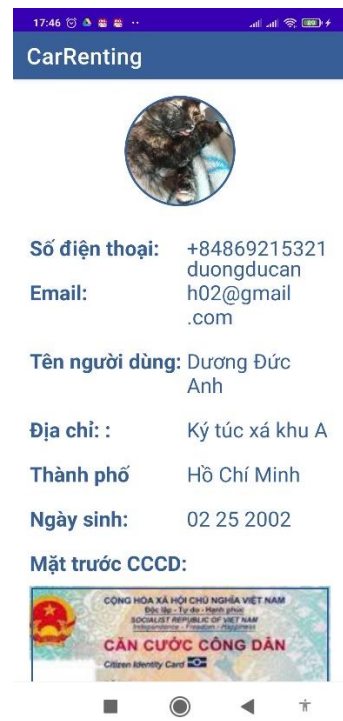 17:46
89
CarRenting
Số điện thoại: +84869215321
Email: duongducan
h02@gmail
.com
Tên người dùng: Dương Đức
Anh
Địa chỉ: : Ký túc xá khu A
Thành phố Hồ Chí Minh
Ngày sinh: 02 25 2002
Mặt trước CCCD:
CỘNG HÒA XÃ HỘI CHỦ NGHĨA VIỆT NAM
Độc lập - Tự do - Hạnh phúc
SOCIALIST REPUBLIC OF VIET NAM
Independence - Freedom - Happiness
CĂN CƯỚC CÔNG DÂN
Citizen Identity Card